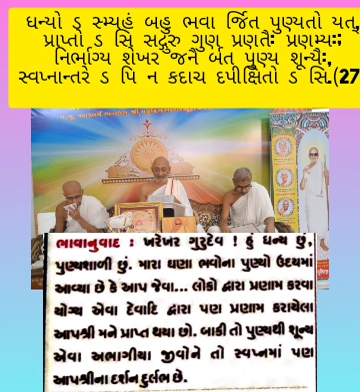 ધન્યો ડ્ સ્મ્યહં બહુ ભવા ર્જિત પુણ્યતો યત્,
પ્રાપ્તો ડ સિ સદ્ગુરુ ગુણ પ્રણતૈઃ પ્રણમ્યઃ;
નિર્ભાગ્ય શેખર જનૈ ર્બત પુણ્ય શૂન્યૈઃ,
સ્વપ્નાન્તરે ડ પિ ન કદાચ દપીક્ષિતો ડ સિ.(27
ભાવાનુવાદ : ખરેખર ગુરુદેવ ! હું ધન્ય છું,
પુણ્યશાળી છું. મારા ઘણા ભવોના પુણ્યો ઉદયમાં
આવ્યા છે કે આપ જેવા... લોકો દ્વારા પ્રણામ કરવા
યોગ્ય એવા દેવાદિ દ્વારા પણ પ્રણામ કરાયેલા
આપશ્રી મને પ્રાપ્ત થયા છો. બાકી તો પુણ્યથી શૂન્ય
એવા અભાગીયા જીવોને તો સ્વપ્નમાં પણ
આપશ્રીના દર્શન દુર્લભ છે.